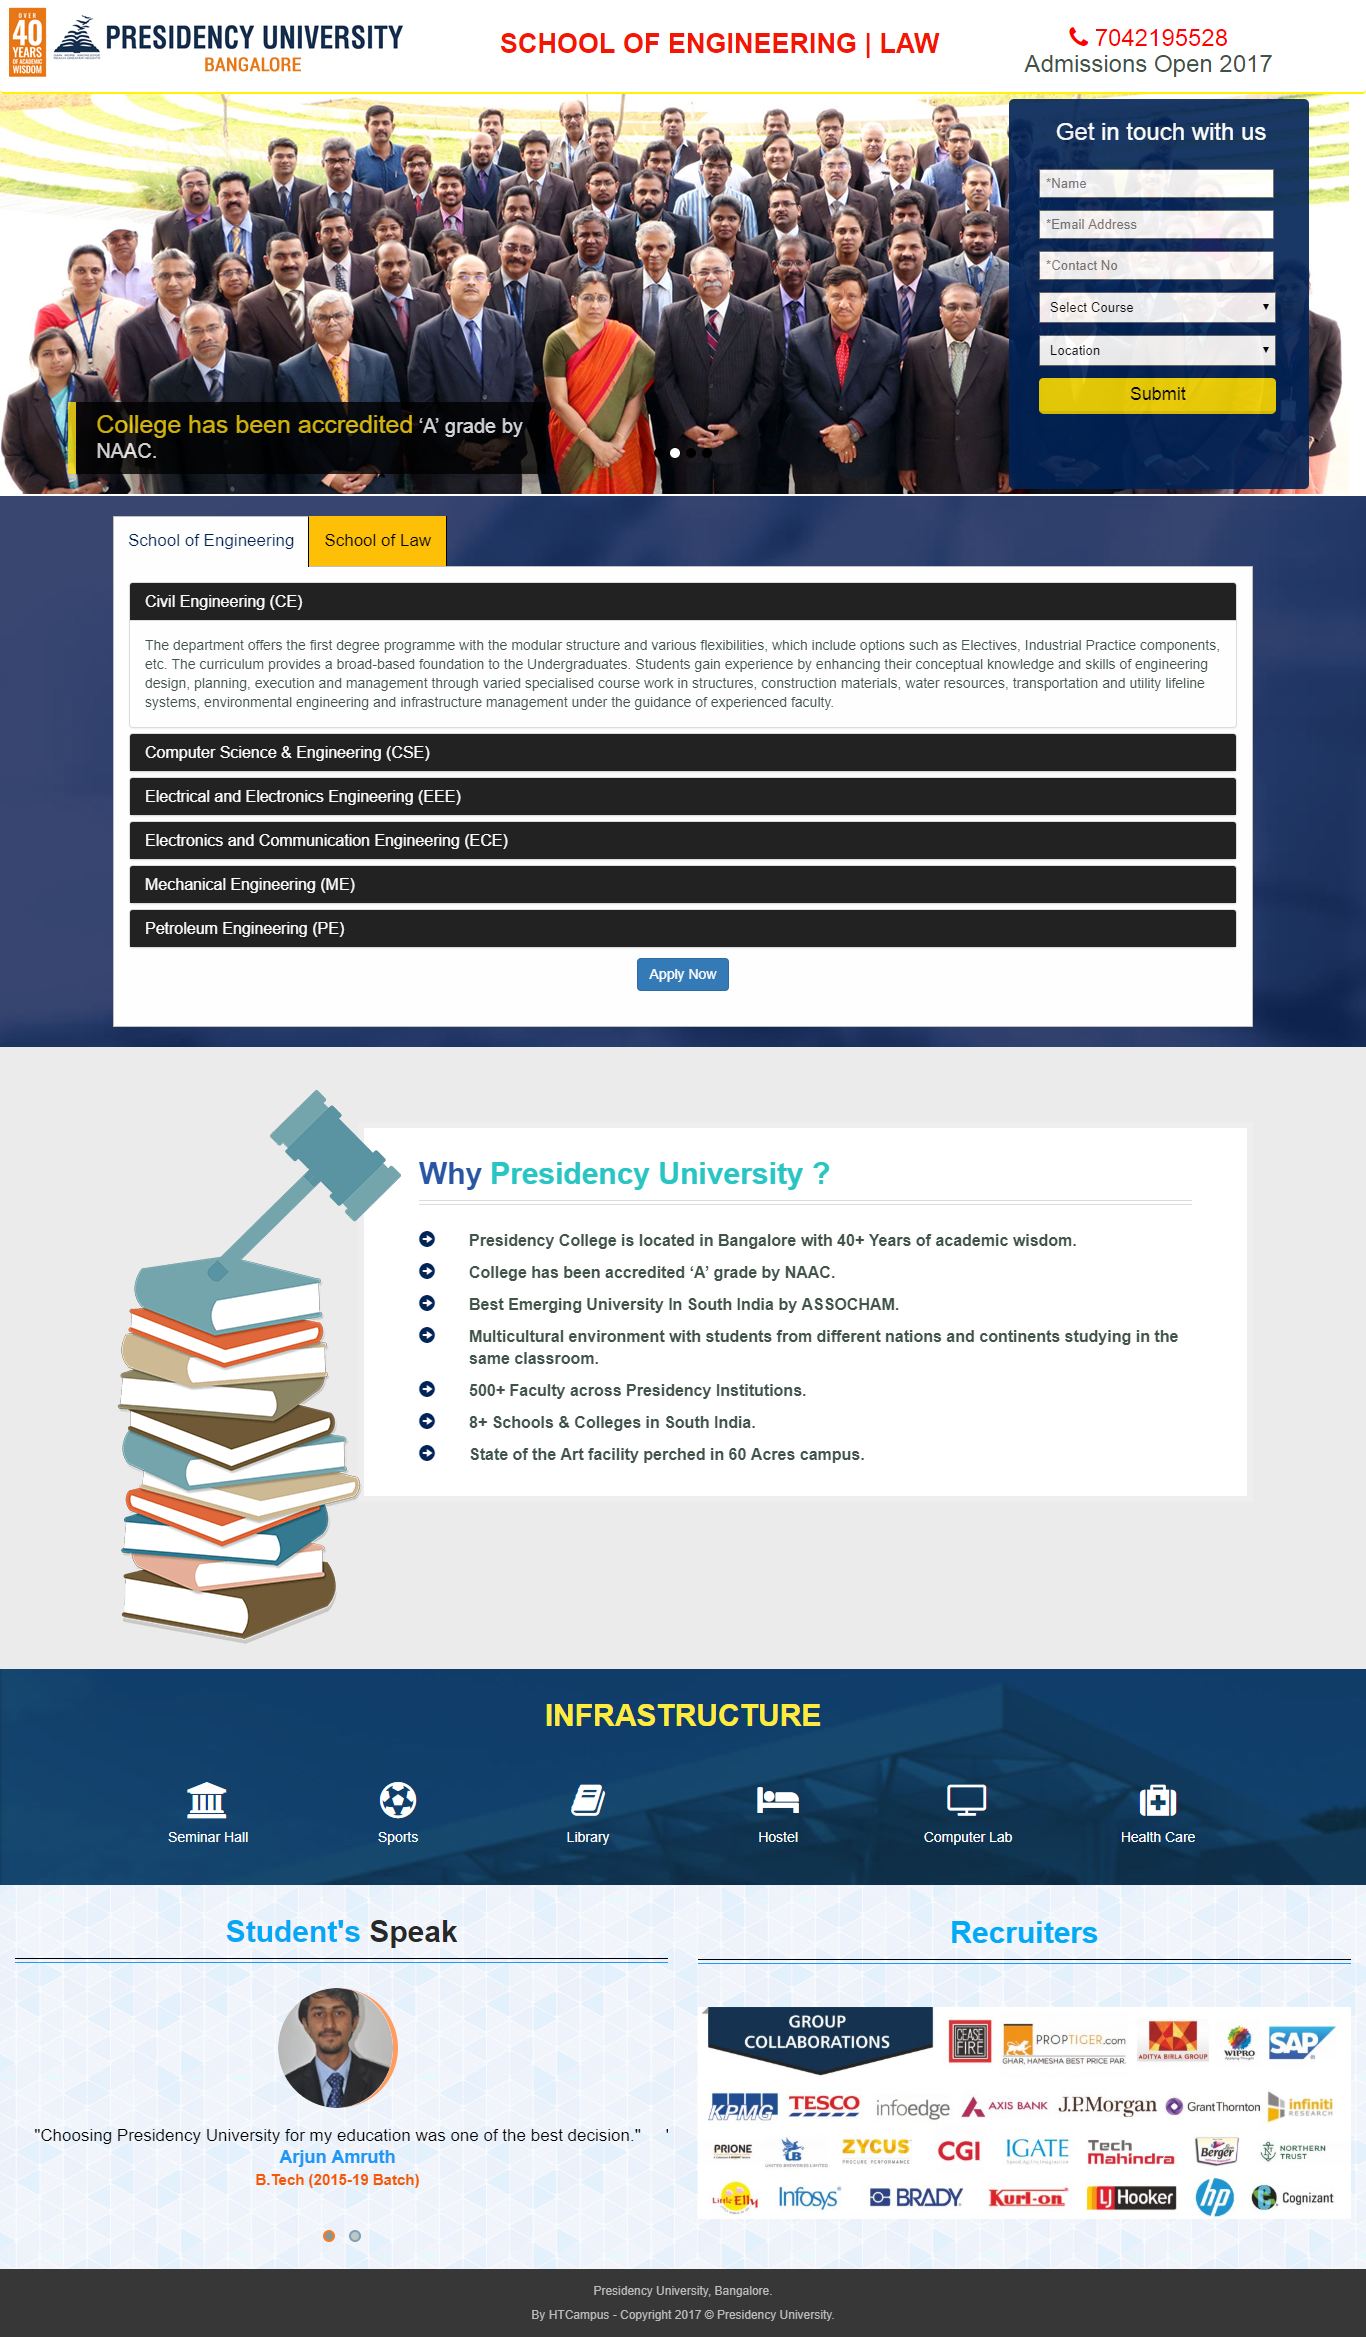 OVER
40
YEARS
OF ACADEMIC
WISDOM
PRESIDENCY UNIVERSITY
BANGALORE
SCHOOL OF ENGINEERING | LAW
7042195528
Admissions Open 2017
Get in touch with us
*Name
*Email Address
*Contact No
Select Course
Location
Submit
College has been accredited ‘A’ grade by
NAAC.
School of Engineering
School of Law
Civil Engineering (CE)
The department offers the first degree programme with the modular structure and various flexibilities, which include options such as Electives, Industrial Practice components,
etc. The curriculum provides a broad-based foundation to the Undergraduates. Students gain experience by enhancing their conceptual knowledge and skills of engineering
design, planning, execution and management through varied specialised course work in structures, construction materials, water resources, transportation and utility lifeline
systems, environmental engineering and infrastructure management under the guidance of experienced faculty.
Computer Science & Engineering (CSE)
Electrical and Electronics Engineering (EEE)
Electronics and Communication Engineering (ECE)
Mechanical Engineering (ME)
Petroleum Engineering (PE)
Apply Now
Why Presidency University ?
Presidency College is located in Bangalore with 40+ Years of academic wisdom.
College has been accredited ‘A’ grade by NAAC.
Best Emerging University In South India by ASSOCHAM.
Multicultural environment with students from different nations and continents studying in the
same classroom.
500+ Faculty across Presidency Institutions.
8+ Schools & Colleges in South India.
State of the Art facility perched in 60 Acres campus.
INFRASTRUCTURE
Seminar Hall
Sports
Library
Hostel
Computer Lab
Health Care
Student's Speak
"Choosing Presidency University for my education was one of the best decision."
Arjun Amruth
B.Tech (2015-19 Batch)
Recruiters
GROUP
COLLABORATIONS
CEASE
FIRE
PROPTIGER.com
GHAR, HAMESHA BEST PRICE PAR.
ADITYA BIRLA GROUP
WIPRO
SAP
KPMG
TESCO
infoedge
AXIS BANK
J.P.Morgan
GrantThornton
infiniti
RESEARCH
PRIONE
UB
ZYCUS
PROCURE PERFORMANCE
CGI
IGATE
Tech
Mahindra
Berger
NORTHERN
TRUST
Little Elly
Infosys
BRADY
Kurl-on
LJ Hooker
hp
Cognizant
Presidency University, Bangalore.
By HTCampus - Copyright 2017 © Presidency University.